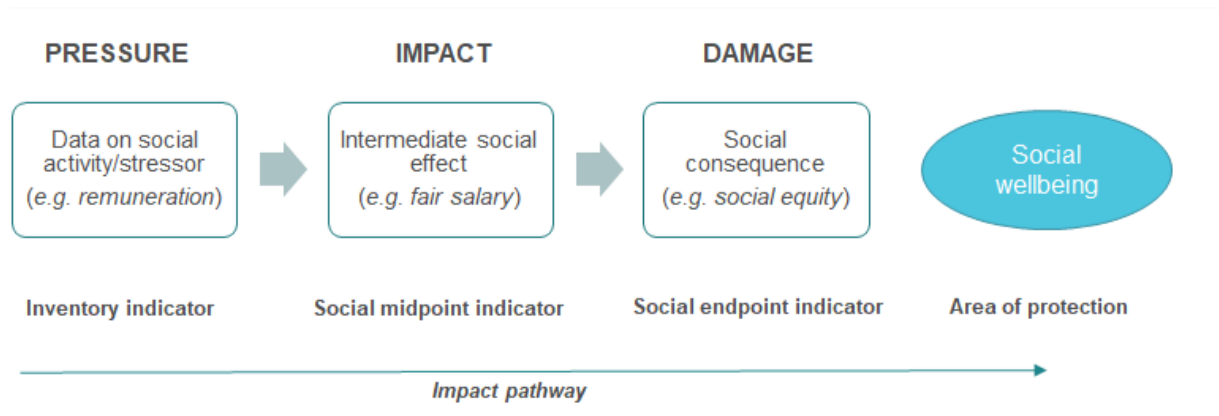 PRESSURE
IMPACT
DAMAGE
Data on social
activity/stressor
(e.g. remuneration)
Intermediate social
effect
(e.g. fair salary)
Social
consequence
(e.g. social equity)
Social
wellbeing
Inventory indicator
Social midpoint indicator
Social endpoint indicator
Area of protection
Impact pathway